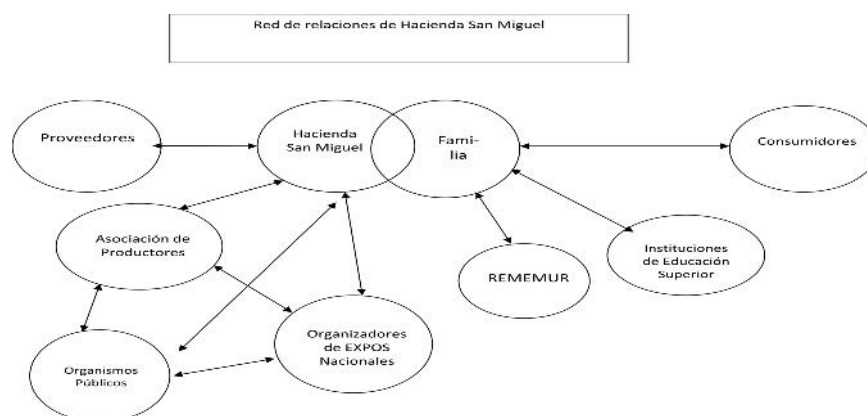 Red de relaciones de Hacienda San Miguel
Proveedores
Hacienda
San Miguel
Fami-
lia
Consumidores
Asociación de
Productores
REMEMUR
Instituciones
de Educación
Superior
Organismos
Públicos
Organizadores
de EXPOS
Nacionales